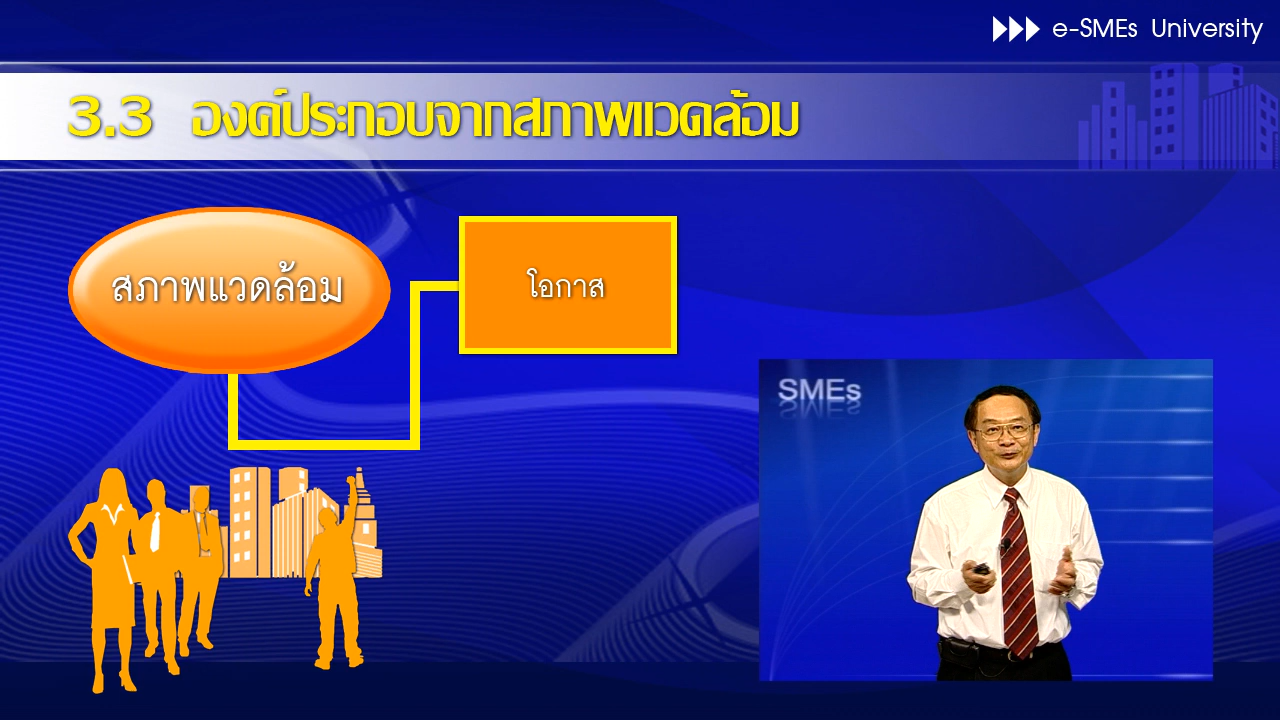 e-SMEs University
3.3 องค์ประกอบจากสภาพแวดล้อม
สภาพแวดล้อม
โอกาส
SMEs